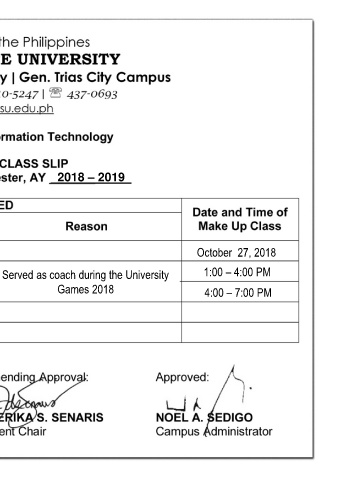 the Philippines
E UNIVERSITY
y | Gen. Trias City Campus
0-5247 | ☏ 437-0693
su.edu.ph
rmation Technology
CLASS SLIP
ester, AY 2018 – 2019
ED
Reason
Date and Time of
Make Up Class
October 27, 2018
Served as coach during the University
Games 2018
1:00 – 4:00 PM
4:00 – 7:00 PM
ending Approval:
Approved:
ERIKA S. SENARIS
NOEL A. SEDIGO
ent Chair
Campus Administrator